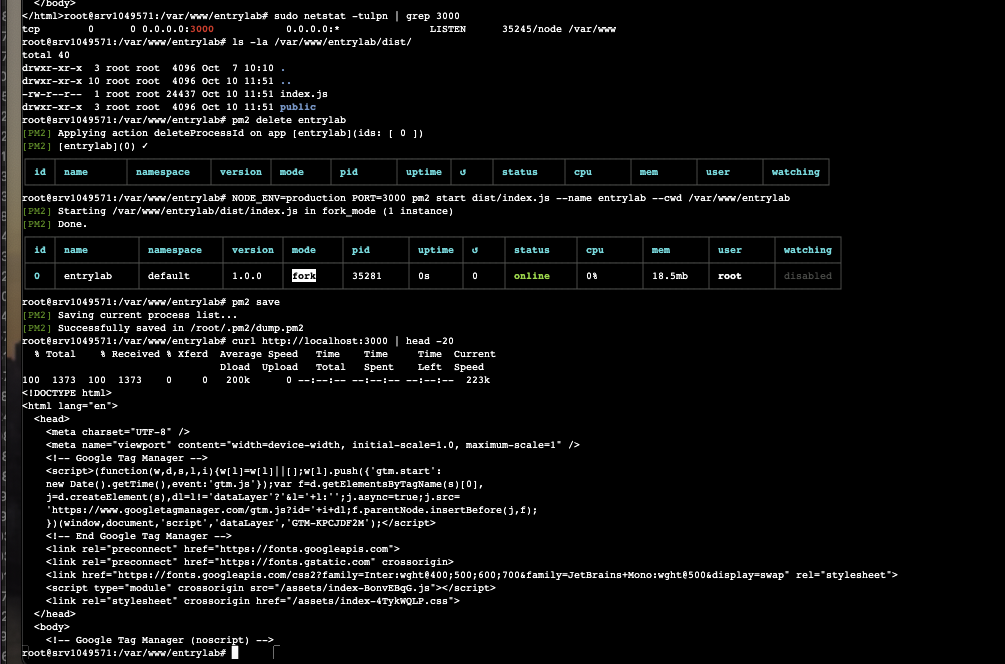 </body>
</html>root@srv1049571:/var/www/entrylab# sudo netstat -tulpn | grep 3000
tcp        0      0 0.0.0.0:3000            0.0.0.0:*               LISTEN      35245/node /var/www
root@srv1049571:/var/www/entrylab# ls -la /var/www/entrylab/dist/
total 40
drwxr-xr-x  3 root root  4096 Oct  7 10:10 .
drwxr-xr-x 10 root root  4096 Oct 10 11:51 ..
-rw-r--r--  1 root root 24437 Oct 10 11:51 index.js
drwxr-xr-x  3 root root  4096 Oct 10 11:51 public
root@srv1049571:/var/www/entrylab# pm2 delete entrylab
[PM2] Applying action deleteProcessId on app [entrylab](ids: [ 0 ])
[PM2] [entrylab](0) ✓
id name namespace version mode pid uptime ↺ status cpu mem user watching
root@srv1049571:/var/www/entrylab# NODE_ENV=production PORT=3000 pm2 start dist/index.js --name entrylab --cwd /var/www/entrylab
[PM2] Starting /var/www/entrylab/dist/index.js in fork_mode (1 instance)
[PM2] Done.
id name namespace version mode pid uptime ↺ status cpu mem user watching
0 entrylab default 1.0.0 fork 35281 0s 0 online 0% 18.5mb root disabled
root@srv1049571:/var/www/entrylab# pm2 save
[PM2] Saving current process list...
[PM2] Successfully saved in /root/.pm2/dump.pm2
root@srv1049571:/var/www/entrylab# curl http://localhost:3000 | head -20
  % Total    % Received % Xferd  Average Speed   Time    Time     Time  Current
                                 Dload  Upload   Total   Spent    Left  Speed
100  1373  100  1373    0     0   200k      0 --:--:-- --:--:-- --:--:--  223k
<!DOCTYPE html>
<html lang="en">
  <head>
    <meta charset="UTF-8" />
    <meta name="viewport" content="width=device-width, initial-scale=1.0, maximum-scale=1" />
    <!-- Google Tag Manager -->
    <script>(function(w,d,s,l,i){w[l]=w[l]||[];w[l].push({'gtm.start':
    new Date().getTime(),event:'gtm.js'});var f=d.getElementsByTagName(s)[0],
    j=d.createElement(s),dl=l!='dataLayer'?'&l='+l:'';j.async=true;j.src=
    'https://www.googletagmanager.com/gtm.js?id='+i+dl;f.parentNode.insertBefore(j,f);
    })(window,document,'script','dataLayer','GTM-KPCJDF2M');</script>
    <!-- End Google Tag Manager -->
    <link rel="preconnect" href="https://fonts.googleapis.com">
    <link rel="preconnect" href="https://fonts.gstatic.com" crossorigin>
    <link href="https://fonts.googleapis.com/css2?family=Inter:wght@400;500;600;700&family=JetBrains+Mono:wght@500&display=swap" rel="stylesheet">
    <script type="module" crossorigin src="/assets/index-BonvEBqG.js"></script>
    <link rel="stylesheet" crossorigin href="/assets/index-4TykWQLP.css">
  </head>
  <body>
    <!-- Google Tag Manager (noscript) -->
root@srv1049571:/var/www/entrylab#